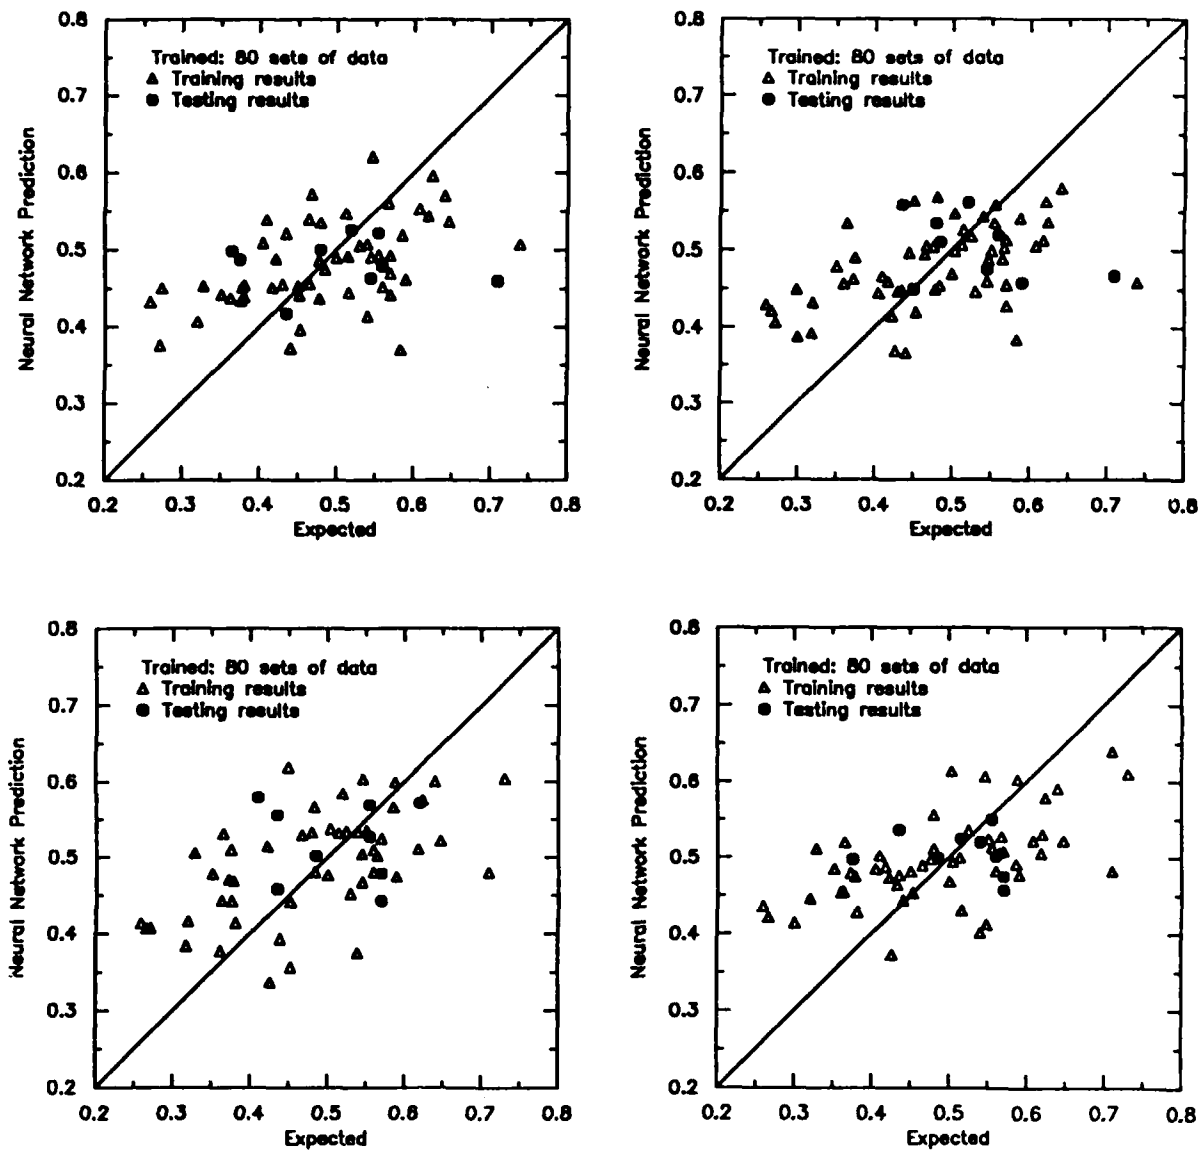 0.8
0.7
0.6
0.5
0.4
0.3
0.2
Neural Network Prediction
Trained: 80 sets of data
Training results
Testing results
0.2 0.3 0.4 0.5 0.6 0.7 0.8
Expected
0.8
0.7
0.6
0.5
0.4
0.3
0.2
Neural Network Prediction
Trained: 80 sets of data
Training results
Testing results
0.2 0.3 0.4 0.5 0.6 0.7 0.8
Expected
0.8
0.7
0.6
0.5
0.4
0.3
0.2
Neural Network Prediction
Trained: 80 sets of data
Training results
Testing results
0.2 0.3 0.4 0.5 0.6 0.7 0.8
Expected
0.8
0.7
0.6
0.5
0.4
0.3
0.2
Neural Network Prediction
Trained: 80 sets of data
Training results
Testing results
0.2 0.3 0.4 0.5 0.6 0.7 0.8
Expected